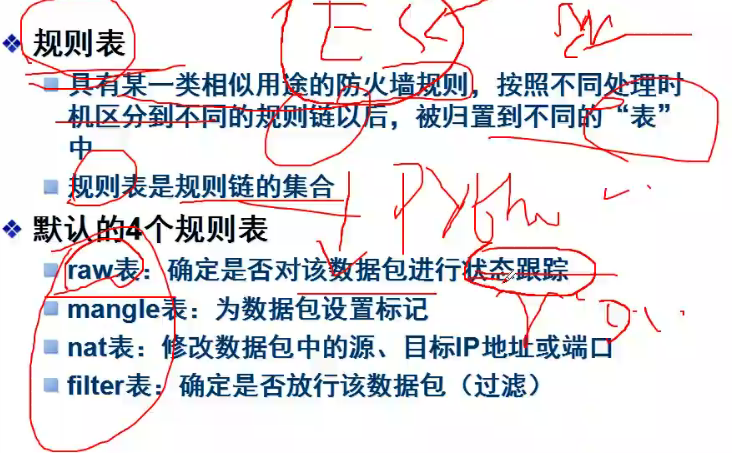 规则表
具有某一类相似用途的防火墙规则，按照不同处理时
机区分到不同的规则链以后，被归置到不同的“表”
中
规则表是规则链的集合
Python
默认的4个规则表
raw表：确定是否对该数据包进行状态跟踪
mangle表：为数据包设置标记
nat表：修改数据包中的源、目标IP地址或端口
filter表：确定是否放行该数据包（过滤）